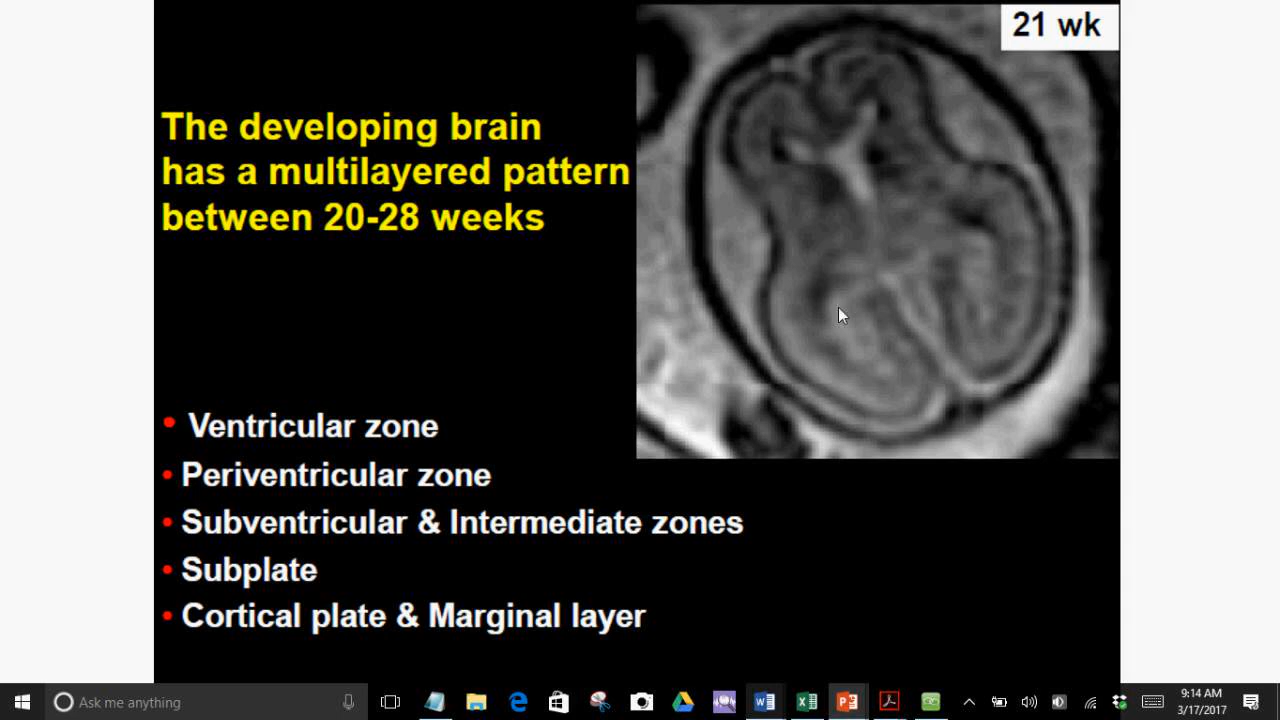 21 wk
The developing brain
has a multilayered pattern
between 20-28 weeks
• Ventricular zone
• Periventricular zone
• Subventricular & Intermediate zones
• Subplate
• Cortical plate & Marginal layer
Ask me anything
9:14 AM
3/17/2017